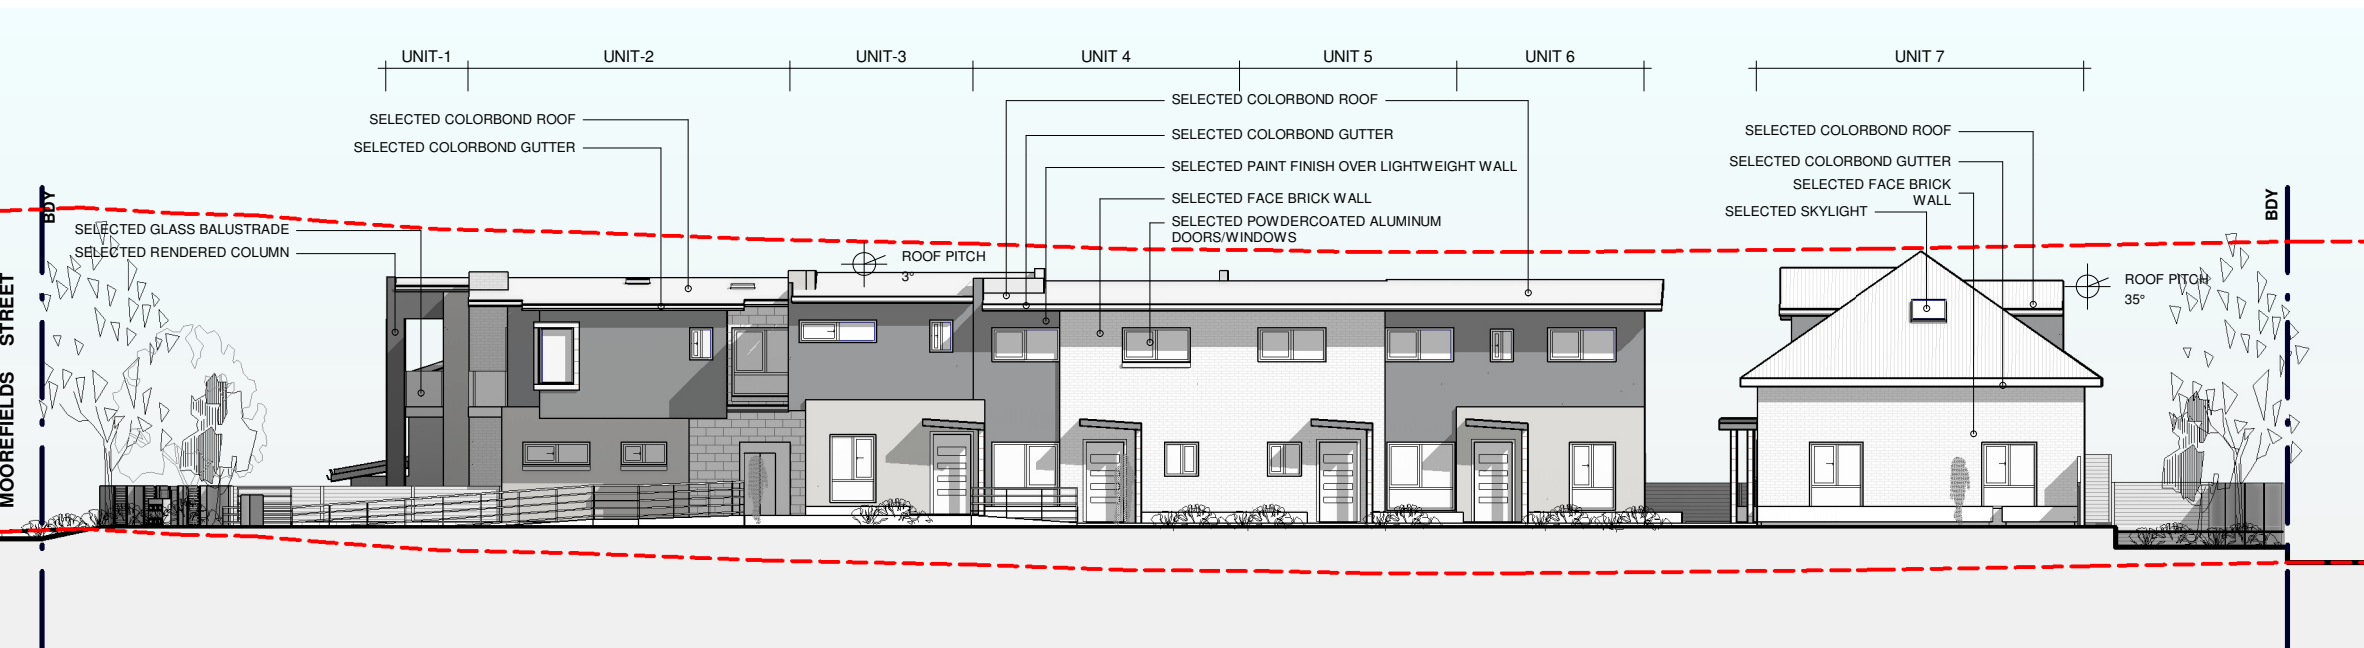 UNIT-1
UNIT-2
UNIT-3
UNIT 4
UNIT 5
UNIT 6
UNIT 7
SELECTED COLORBOND ROOF
SELECTED COLORBOND GUTTER
SELECTED COLORBOND ROOF
SELECTED COLORBOND GUTTER
SELECTED PAINT FINISH OVER LIGHTWEIGHT WALL
SELECTED FACE BRICK WALL
SELECTED POWDERCOATED ALUMINUM
DOORS/WINDOWS
SELECTED COLORBOND ROOF
SELECTED COLORBOND GUTTER
SELECTED FACE BRICK
WALL
SELECTED SKYLIGHT
BDY
BDY
SELECTED GLASS BALUSTRADE
SELECTED RENDERED COLUMN
ROOF PITCH
3°
ROOF PITCH
35°
MOOREFIELDS STREET